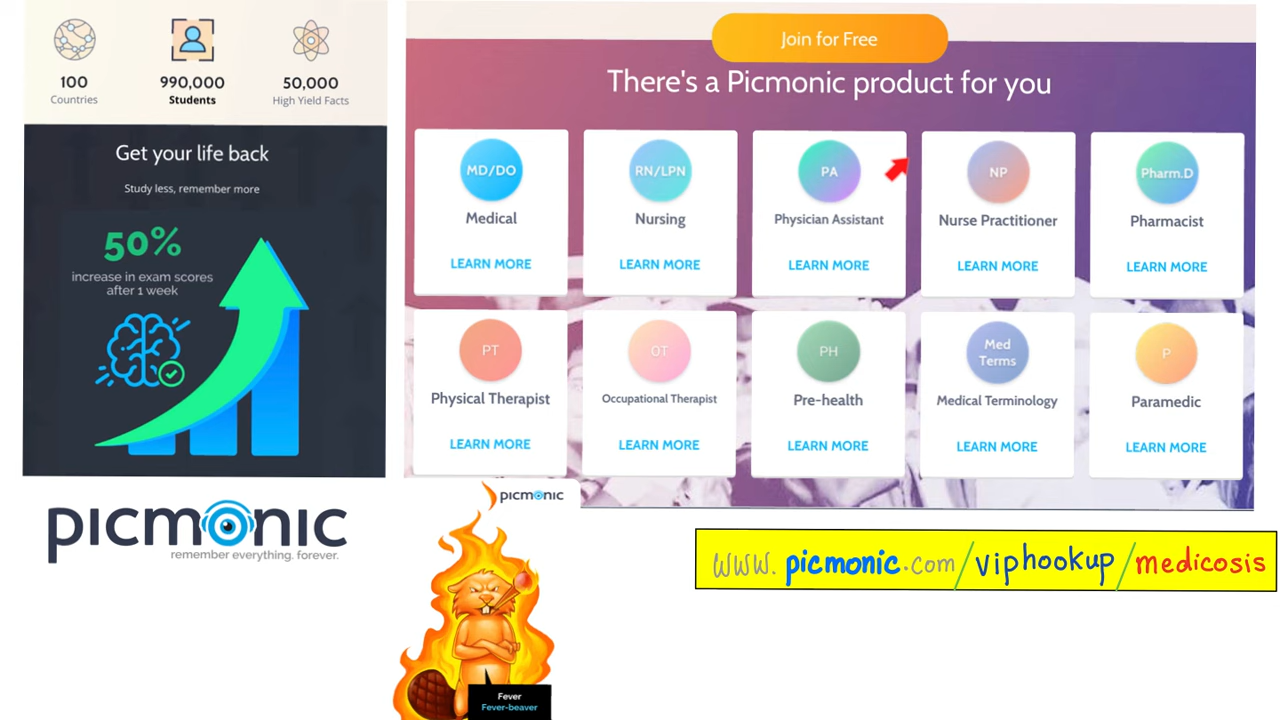 100
Countries
990,000
Students
50,000
High Yield Facts
Get your life back
Study less, remember more
50%
increase in exam scores
after 1 week
picmonic
remember everything. forever.
Join for Free
There's a Picmonic product for you
MD/DO
Medical
LEARN MORE
RN/LPN
Nursing
LEARN MORE
PA
Physician Assistant
LEARN MORE
NP
Nurse Practitioner
LEARN MORE
Pharm.D
Pharmacist
LEARN MORE
PT
Physical Therapist
LEARN MORE
OT
Occupational Therapist
LEARN MORE
PH
Pre-health
LEARN MORE
Med
Terms
Medical Terminology
LEARN MORE
P
Paramedic
LEARN MORE
picmonic
Fever
Fever-beaver
www.picmonic.com/viphookup/medicosis